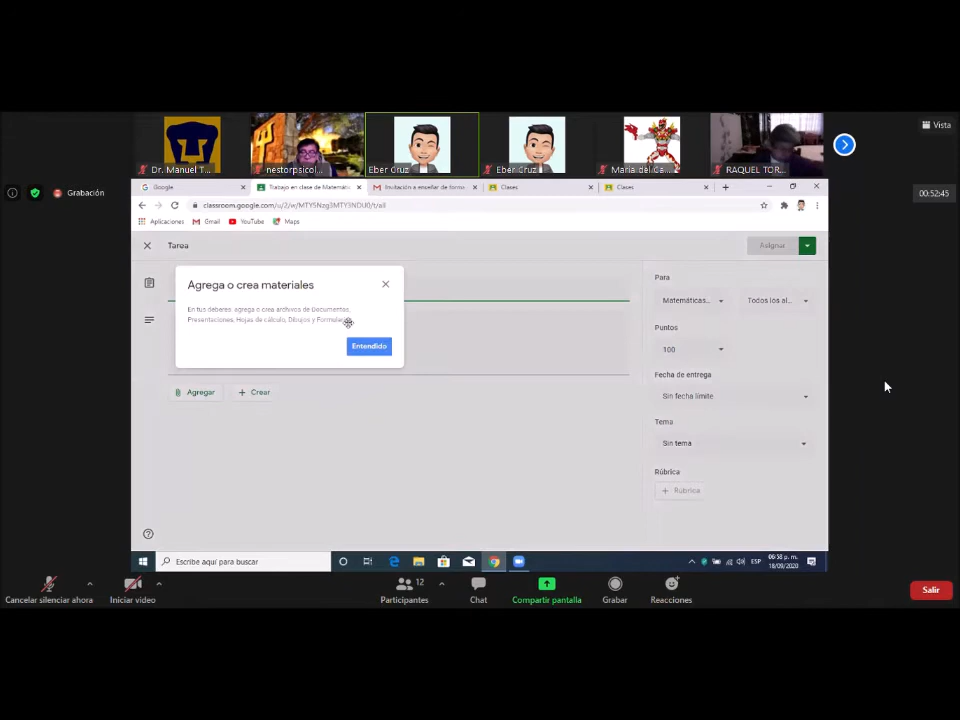 Vista
Dr. Manuel T...
nestorpsicol...
Eber Cruz
Eber Cruz
Maria del Ca...
RAQUEL TOR...
Grabación
00:52:45
Google
Trabajo en clase de Matemátic
Invitación a enseñar de forma
Clases
Clases
classroom.google.com/u/2/w/MTY5Nzg3MTY3NDU0/t/all
Aplicaciones
Gmail
YouTube
Maps
Tarea
Asignar
Agrega o crea materiales
En tus deberes, agrega o crea archivos de Documentos,
Presentaciones, Hojas de cálculo, Dibujos y Formularios
Entendido
Agregar
+ Crear
Para
Matemáticas...
Todos los al...
Puntos
100
Fecha de entrega
Sin fecha límite
Tema
Sin tema
Rúbrica
+ Rúbrica
Escribe aquí para buscar
ESP
06:58 p. m.
18/09/2020
Cancelar silenciar ahora
Iniciar video
Participantes
12
Chat
Compartir pantalla
Grabar
Reacciones
Salir